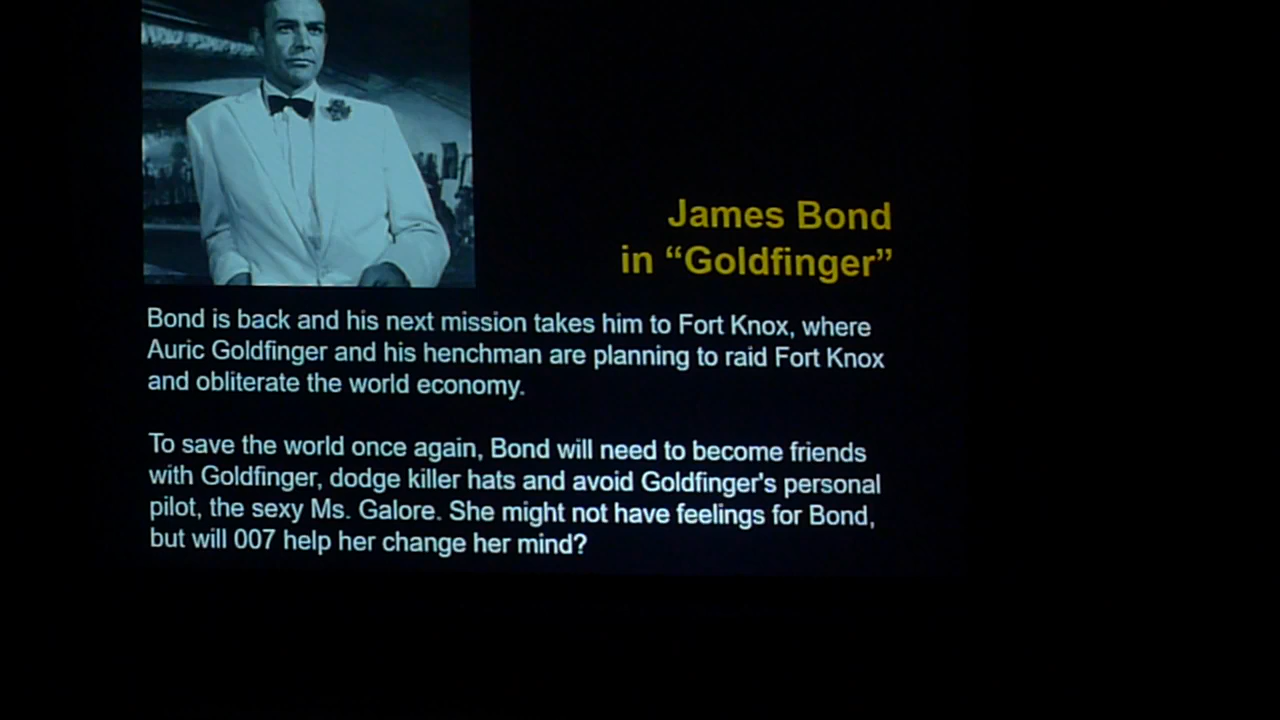 James Bond
in “Goldfinger”
Bond is back and his next mission takes him to Fort Knox, where
Auric Goldfinger and his henchman are planning to raid Fort Knox
and obliterate the world economy.
To save the world once again, Bond will need to become friends
with Goldfinger, dodge killer hats and avoid Goldfinger's personal
pilot, the sexy Ms. Galore. She might not have feelings for Bond,
but will 007 help her change her mind?